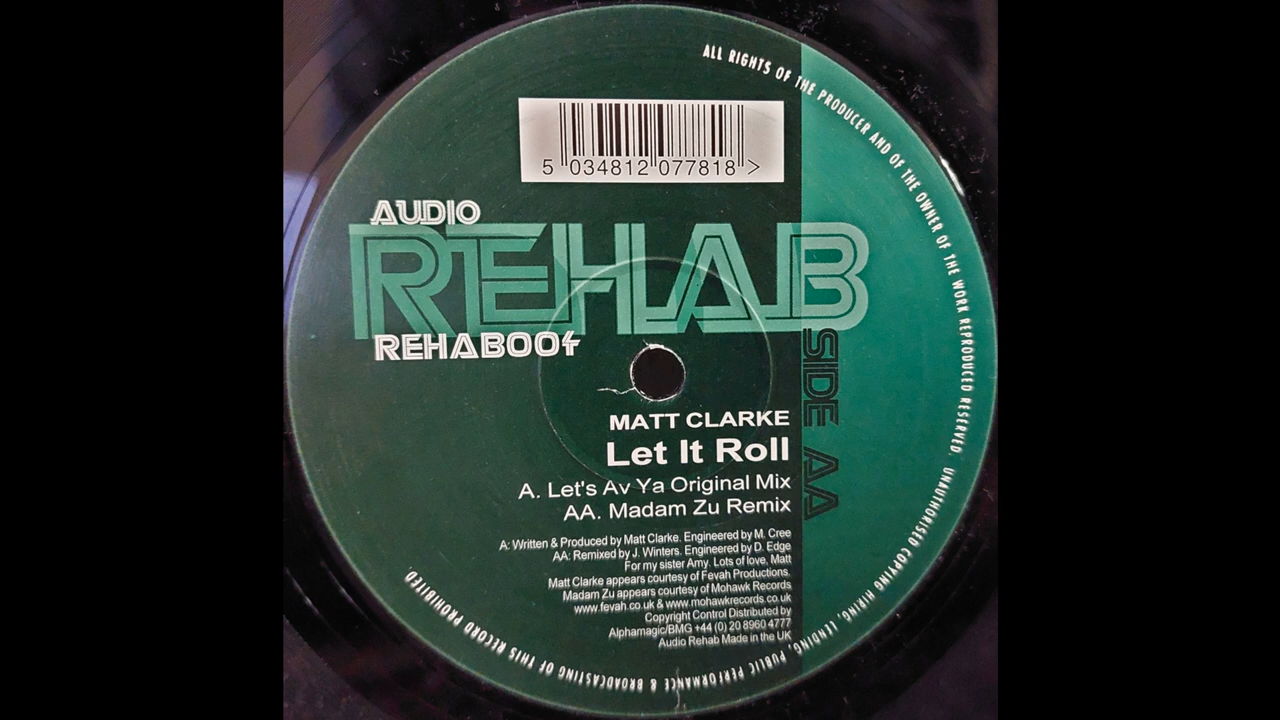 ALL RIGHTS OF THE PRODUCER AND OF THE OWNER OF THE WORK REPRODUCED RESERVED. UNAUTHORISED COPYING HIRING, LENDING, PUBLIC PERFORMANCE & BROADCASTING OF THIS RECORD PROHIBITED
5 034812 077818 >
AUDIO
REHAB
REHAB004
SIDE AA
MATT CLARKE
Let It Roll
A. Let's Av Ya Original Mix
AA. Madam Zu Remix
A: Written & Produced by Matt Clarke. Engineered by M. Cree
AA: Remixed by J. Winters. Engineered by D. Edge
For my sister Amy. Lots of love, Matt
Matt Clarke appears courtesy of Fevah Productions.
Madam Zu appears courtesy of Mohawk Records
www.fevah.co.uk & www.mohawkrecords.co.uk
Copyright Control Distributed by
Alphamagic/BMG +44 (0) 20 8960 4777
Audio Rehab Made in the UK